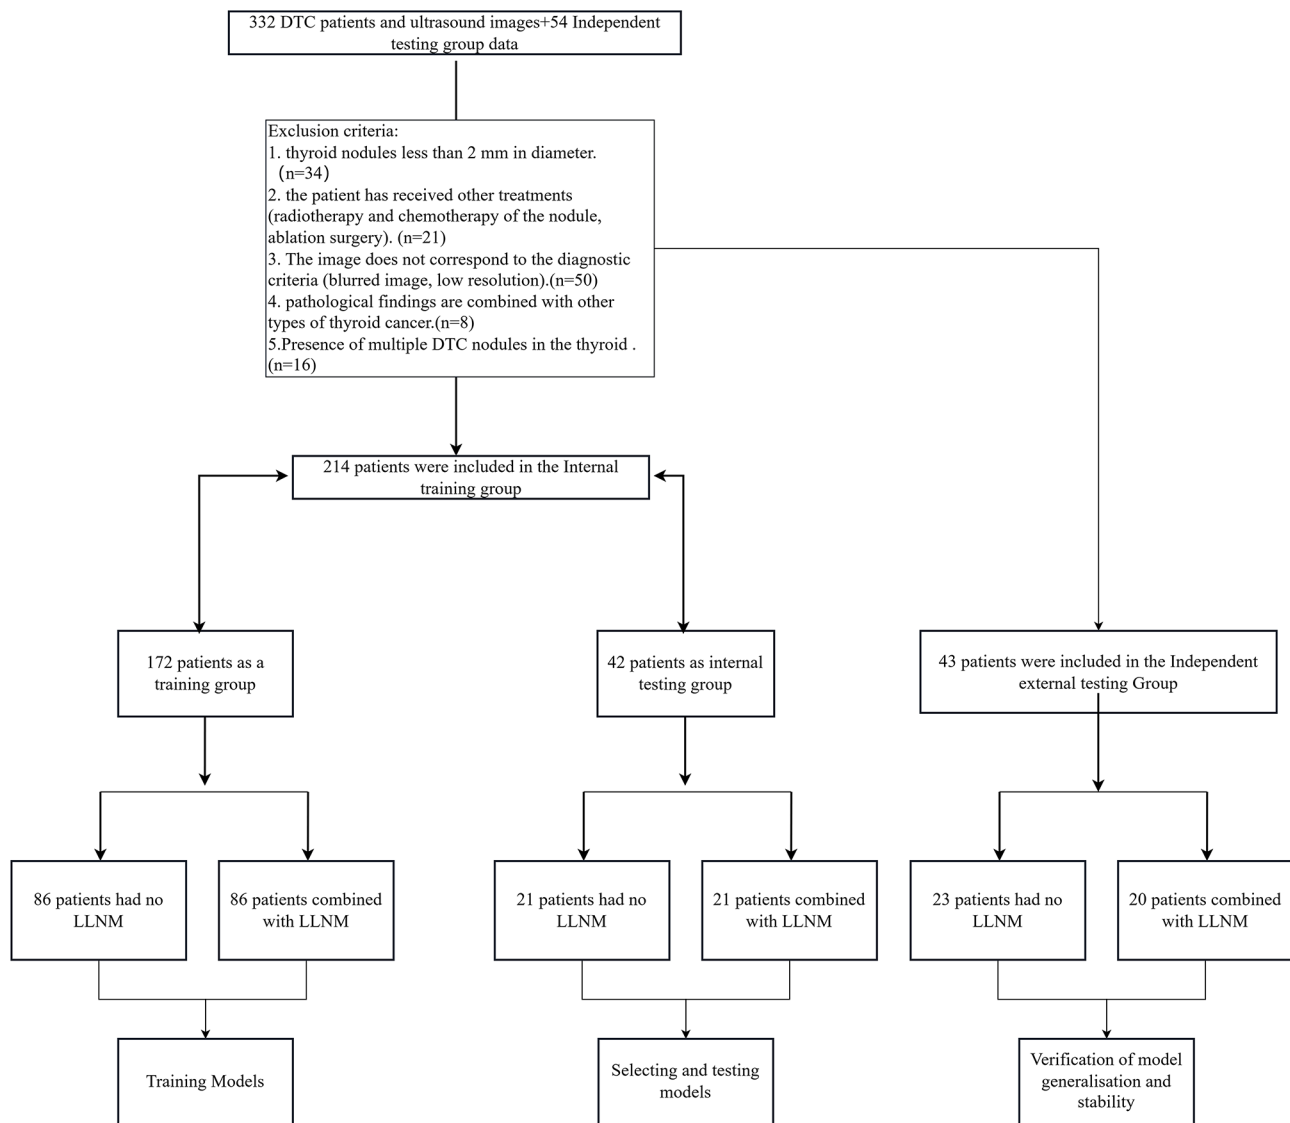 332 DTC patients and ultrasound images+54 Independent
testing group data
Exclusion criteria:
1. thyroid nodules less than 2 mm in diameter.
(n=34)
2. the patient has received other treatments
(radiotherapy and chemotherapy of the nodule,
ablation surgery). (n=21)
3. The image does not correspond to the diagnostic
criteria (blurred image, low resolution).(n=50)
4. pathological findings are combined with other
types of thyroid cancer.(n=8)
5.Presence of multiple DTC nodules in the thyroid .
(n=16)
214 patients were included in the Internal
training group
172 patients as a
training group
42 patients as internal
testing group
43 patients were included in the Independent
external testing Group
86 patients had no
LLNM
86 patients combined
with LLNM
21 patients had no
LLNM
21 patients combined
with LLNM
23 patients had no
LLNM
20 patients combined
with LLNM
Training Models
Selecting and testing
models
Verification of model
generalisation and
stability